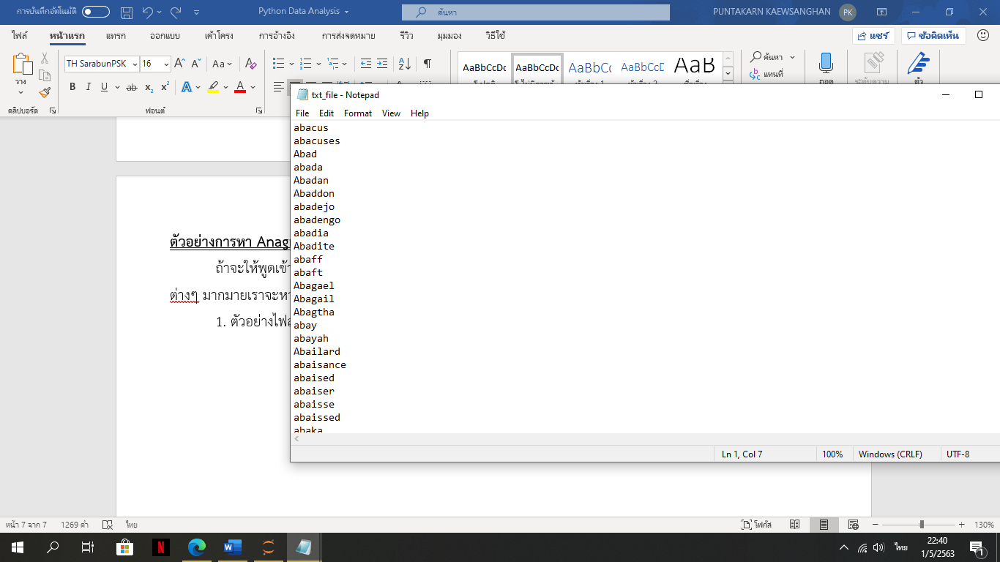 การบันทึกอัตโนมัติ Python Data Analysis ค้นหา PUNTAKARN KAEWSANGHAN PK
ไฟล์ หน้าแรก แทรก ออกแบบ เค้าโครง การอ้างอิง การส่งจดหมาย รีวิว มุมมอง วิธีใช้ แชร์ ข้อคิดเห็น
TH SarabunPSK 16 Aa AaBbCcDc AaBbCcDc AaBbCc AaBbCcD AaB ค้นหา
วาง B I U ab x₂ x² A A แทนที่
คลิปบอร์ด ฟอนต์
txt_file - Notepad
File Edit Format View Help
abacus
abacuses
Abad
abada
Abadan
Abaddon
abadejo
abadengo
abadia
Abadite
abaff
abaft
Abagael
Abagail
Abagtha
abay
abayah
Abailard
abaisance
abaised
abaiser
abaisse
abaissed
abaka
Ln 1, Col 7 100% Windows (CRLF) UTF-8
ตัวอย่างการหา
ถ้าจะให้พูดเข้า
ต่างๆ มากมายเราจะหา
1. ตัวอย่างไฟล
หน้า 7 จาก 7 1269 คำ ไทย โฟกัส 130%
W ไทย 22:40
1/5/2563 1